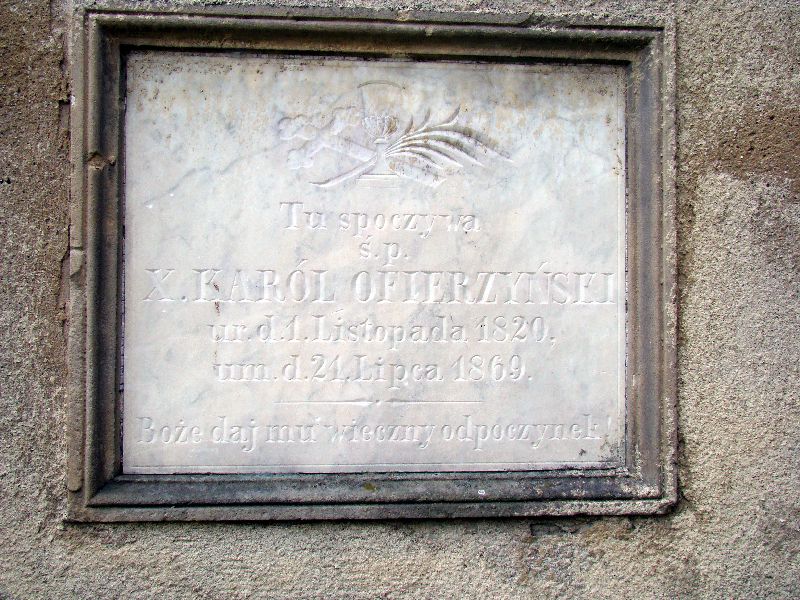 Tu spoczywa
ś.p.
X. KARÓL OFIERZYŃSKI
ur. d. 1. Listopada 1820,
um. d. 21. Lipca 1869.
Boże daj mu wieczny odpoczynek!